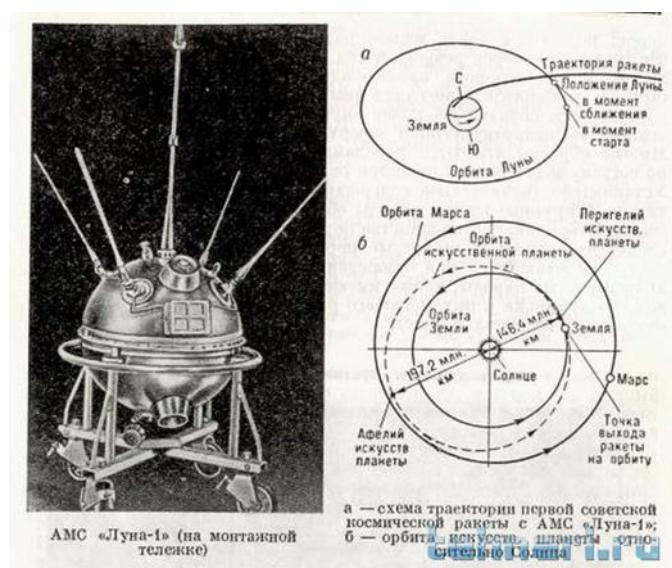 АМС «Луна-1» (на монтажной
тележке)
а
Траектория ракеты
С
Положение Луны
в момент
сближения
Земля
в момент
старта
Ю
Орбита Луны
Орбита Марса
Перигелий
искусств.
планеты
б
Орбита
искусственной планеты
Орбита
Земли
146.4 млн.
км
Земля
197.2 млн.
км
Солнце
Марс
Афелий
искусств
планеты
Точка
выхода
ракеты
на орбиту
а — схема траектории первой советской
космической ракеты с АМС «Луна-1»;
б — орбита искусств. планеты отно-
сительно Солнца
tehne1.ru